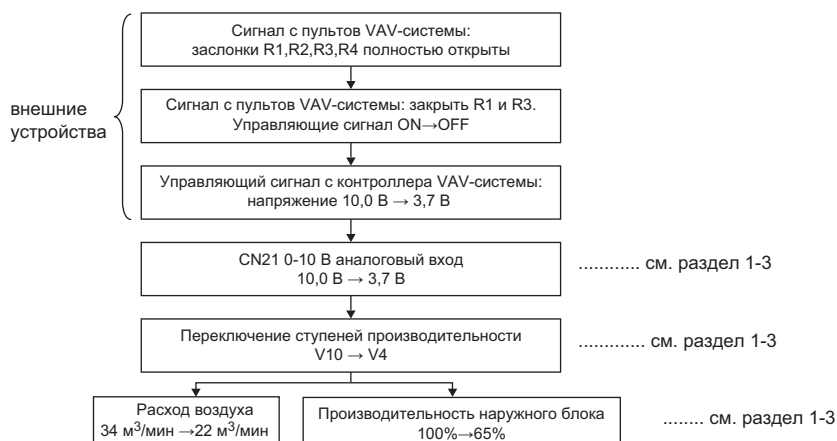 Сигнал с пультов VAV-системы:
заслонки R1,R2,R3,R4 полностью открыты
внешние
устройства
Сигнал с пультов VAV-системы: закрыть R1 и R3.
Управляющие сигнал ON→OFF
Управляющий сигнал с контроллера VAV-системы:
напряжение 10,0 В → 3,7 В
CN21 0-10 В аналоговый вход
10,0 В → 3,7 В
............ см. раздел 1-3
Переключение ступеней производительности
V10 → V4
............. см. раздел 1-3
Расход воздуха
34 м³/мин →22 м³/мин
Производительность наружного блока
100%→65%
........ см. раздел 1-3